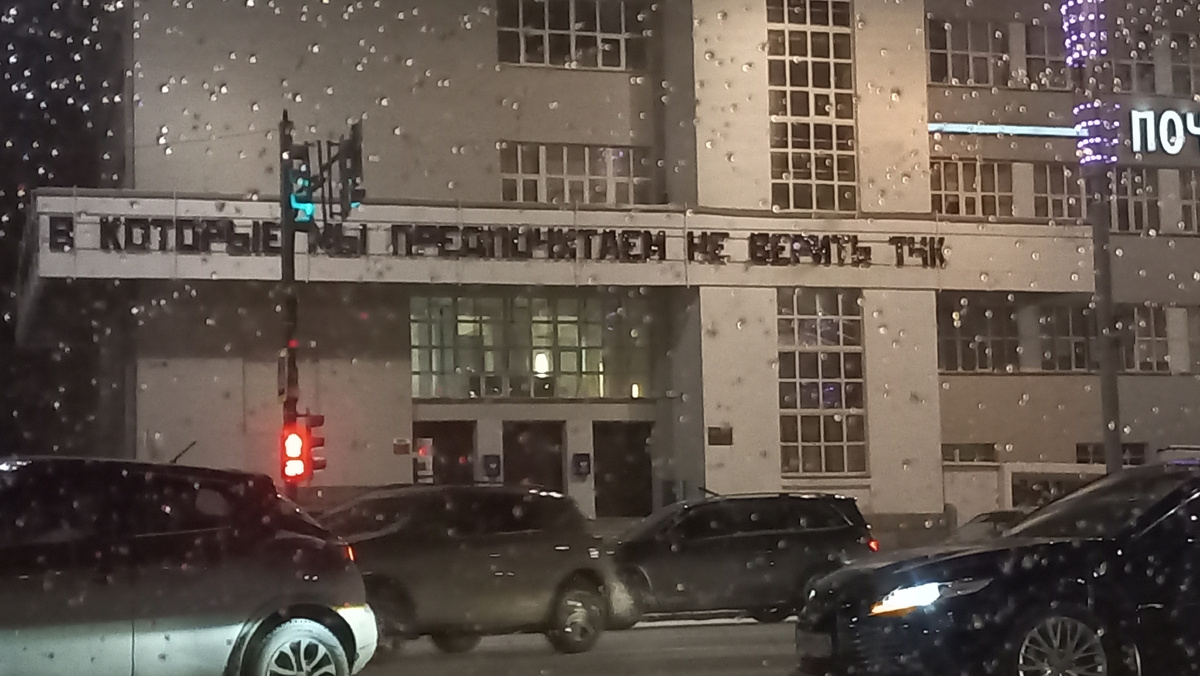 В КОТОРЫЕ МЫ ПРЕДПОЧИТАЕМ НЕ ВЕРИТЬ ТЧК
ПОЧ